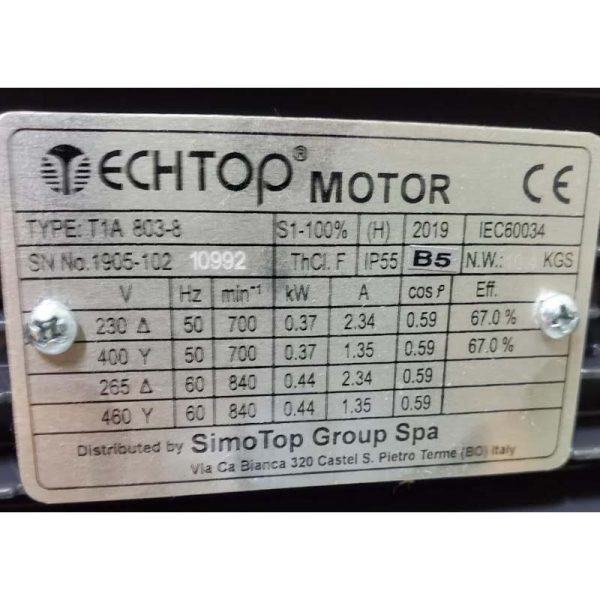 TECHTOP® MOTOR CE
TYPE: T1A 803-8 S1-100% (H) 2019 IEC60034
SN No.1905-102 10992 ThCl. F IP55 B5 N.W.: KGS
V Hz min⁻¹ kW A cos ρ Eff.
230 Δ 50 700 0.37 2.34 0.59 67.0 %
400 Y 50 700 0.37 1.35 0.59 67.0 %
265 Δ 60 840 0.44 2.34 0.59
460 Y 60 840 0.44 1.35 0.59
Distributed by SimoTop Group Spa
Via Ca Bianca 320 Castel S. Pietro Terme (BO) Italy